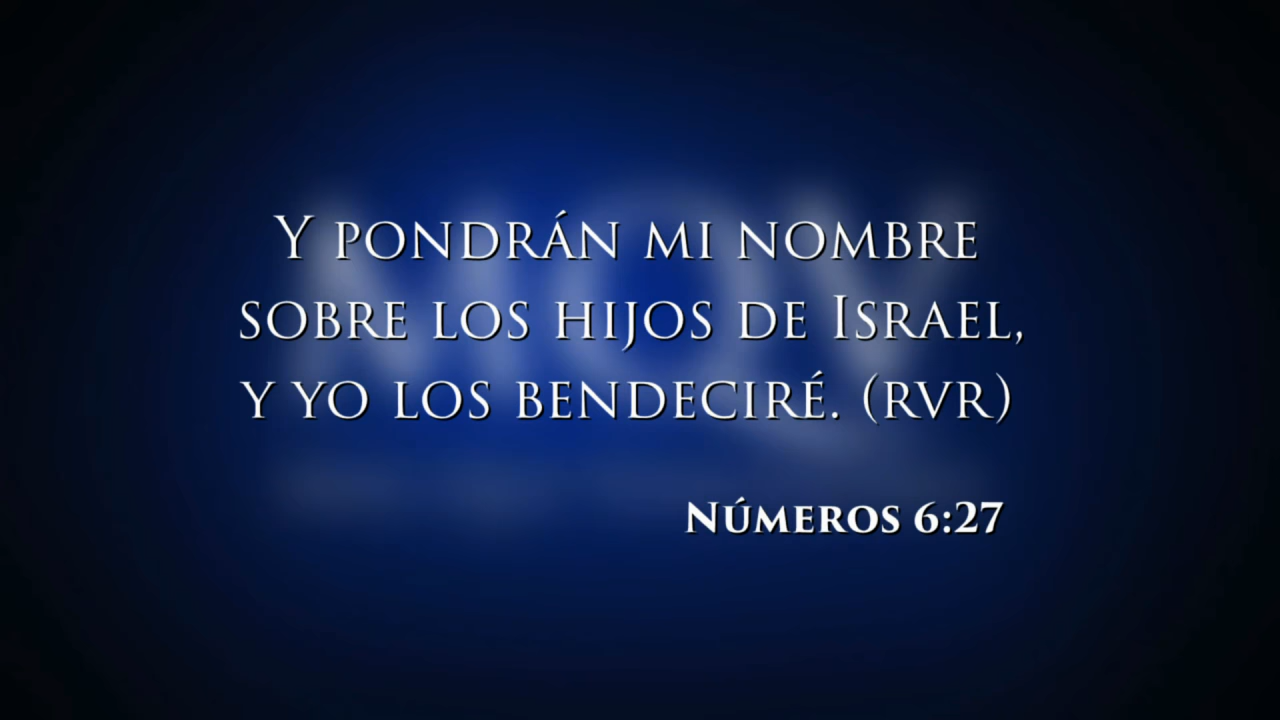 Y pondrán mi nombre
sobre los hijos de Israel,
y yo los bendeciré. (rvr)
Números 6:27